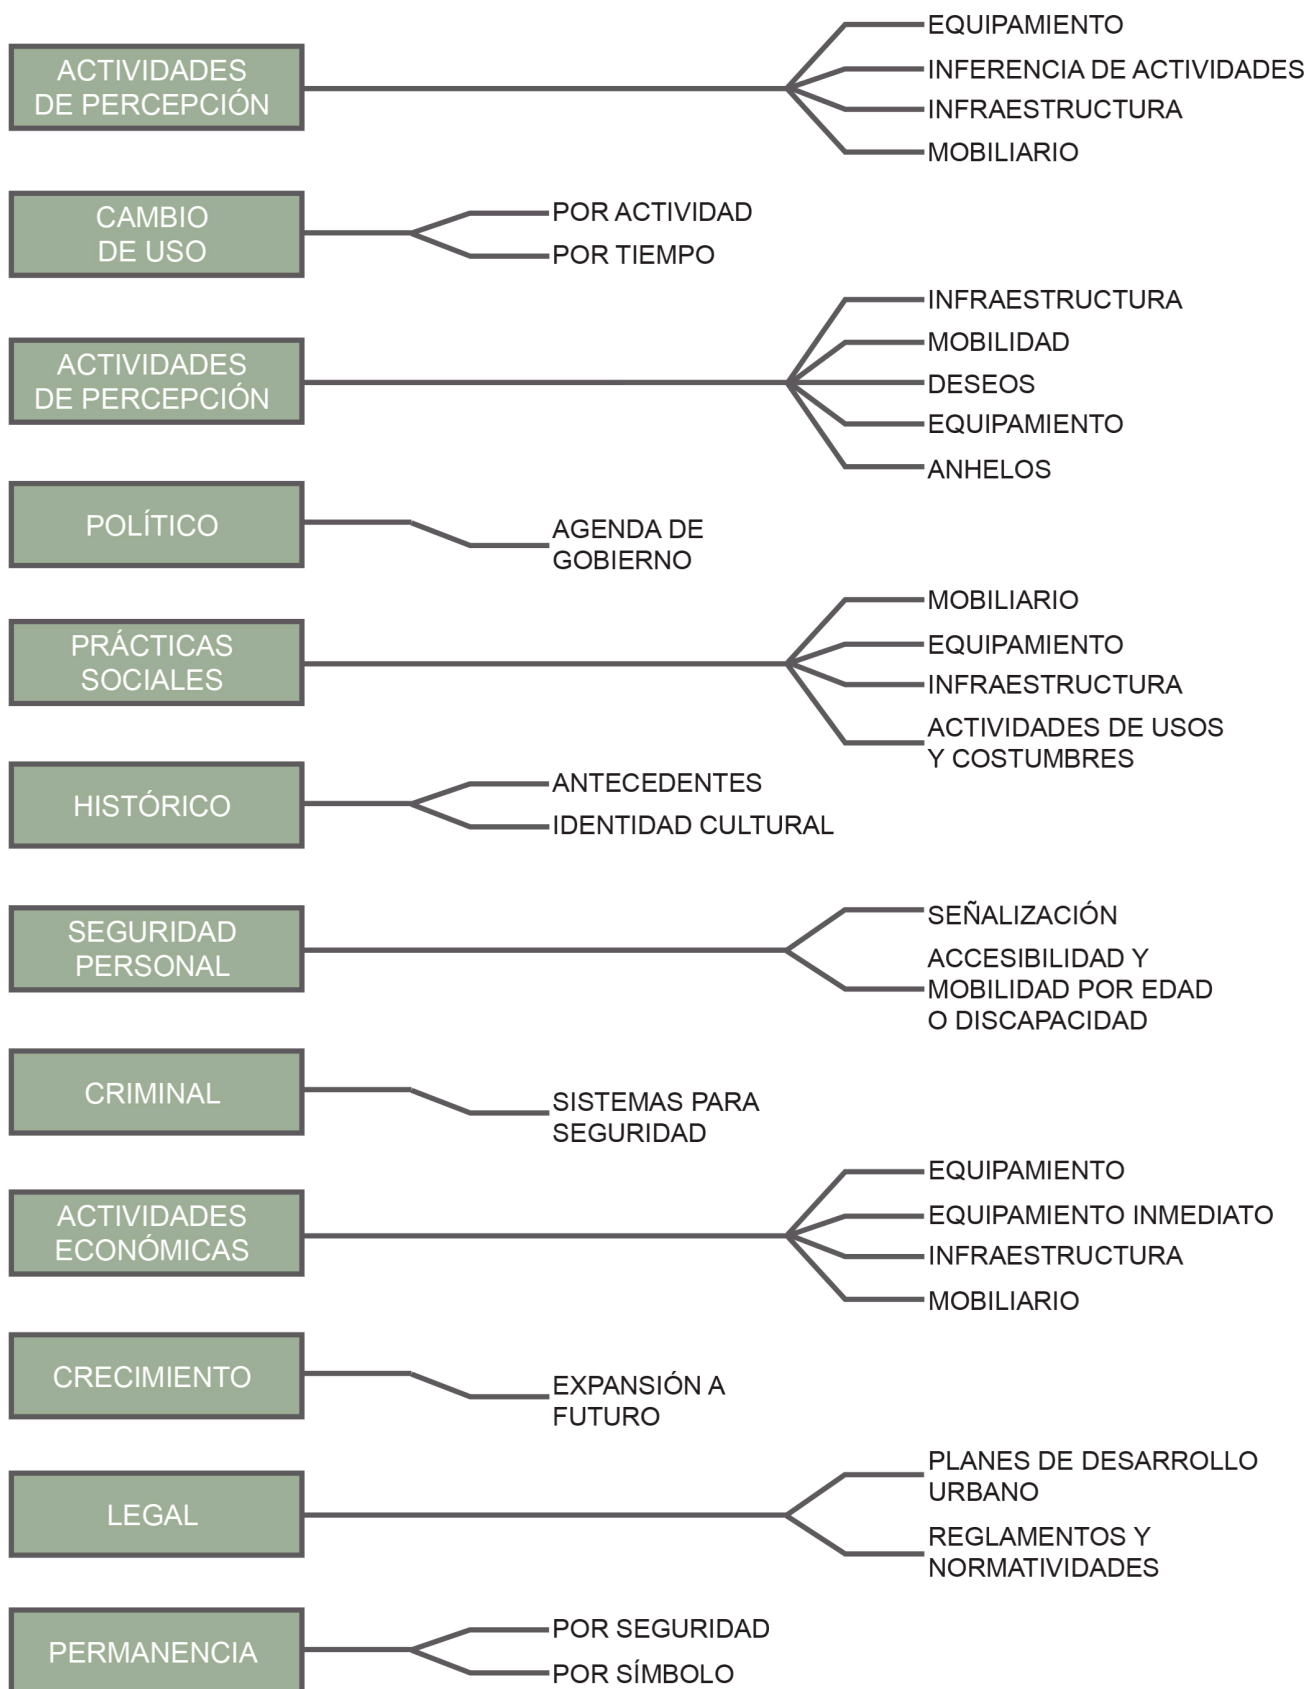 ACTIVIDADES
DE PERCEPCIÓN
EQUIPAMIENTO
INFERENCIA DE ACTIVIDADES
INFRAESTRUCTURA
MOBILIARIO
CAMBIO
DE USO
POR ACTIVIDAD
POR TIEMPO
ACTIVIDADES
DE PERCEPCIÓN
INFRAESTRUCTURA
MOBILIDAD
DESEOS
EQUIPAMIENTO
ANHELOS
POLÍTICO
AGENDA DE
GOBIERNO
PRÁCTICAS
SOCIALES
MOBILIARIO
EQUIPAMIENTO
INFRAESTRUCTURA
ACTIVIDADES DE USOS
Y COSTUMBRES
HISTÓRICO
ANTECEDENTES
IDENTIDAD CULTURAL
SEGURIDAD
PERSONAL
SEÑALIZACIÓN
ACCESIBILIDAD Y
MOBILIDAD POR EDAD
O DISCAPACIDAD
CRIMINAL
SISTEMAS PARA
SEGURIDAD
ACTIVIDADES
ECONÓMICAS
EQUIPAMIENTO
EQUIPAMIENTO INMEDIATO
INFRAESTRUCTURA
MOBILIARIO
CRECIMIENTO
EXPANSIÓN A
FUTURO
LEGAL
PLANES DE DESARROLLO
URBANO
REGLAMENTOS Y
NORMATIVIDADES
PERMANENCIA
POR SEGURIDAD
POR SÍMBOLO